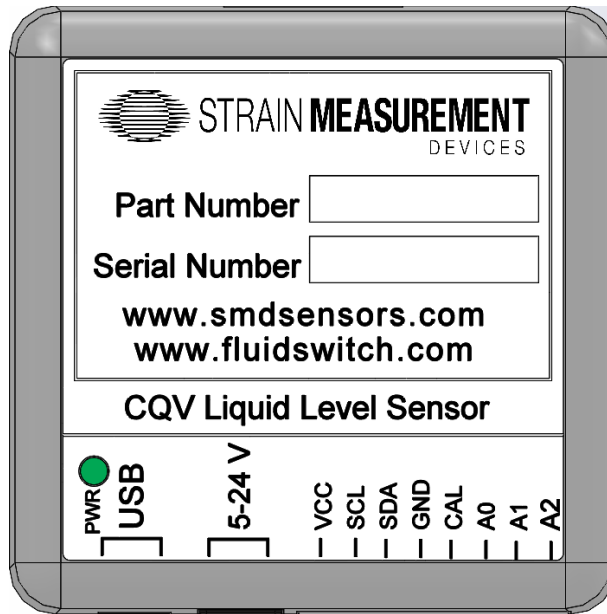 STRAIN MEASUREMENT
DEVICES
Part Number
Serial Number
www.smdsensors.com
www.fluidswitch.com
CQV Liquid Level Sensor
PWR
USB
5-24 V
VCC
SCL
SDA
GND
CAL
A0
A1
A2